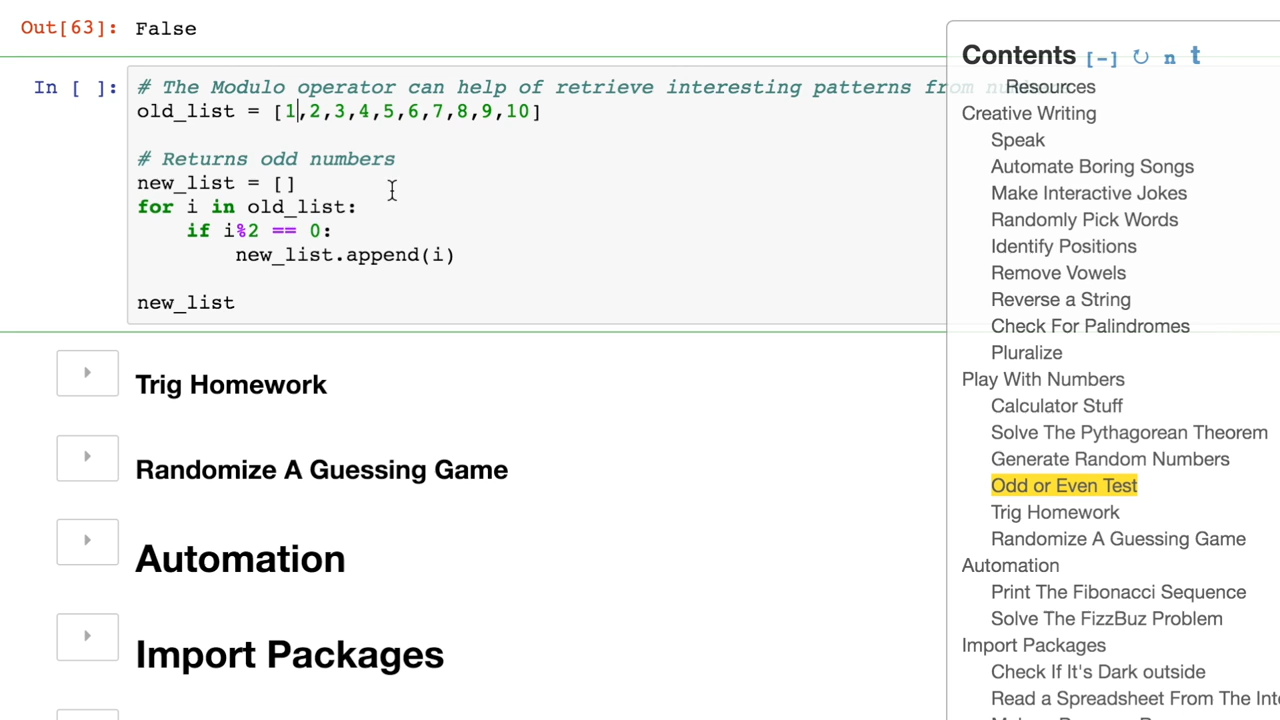 Out[63]: False
In [ ]: # The Modulo operator can help of retrieve interesting patterns from
old_list = [1,2,3,4,5,6,7,8,9,10]
# Returns odd numbers
new_list = []
for i in old_list:
if i%2 == 0:
new_list.append(i)
new_list
Trig Homework
Randomize A Guessing Game
Automation
Import Packages
Contents [-] ↻ n t
Resources
Creative Writing
Speak
Automate Boring Songs
Make Interactive Jokes
Randomly Pick Words
Identify Positions
Remove Vowels
Reverse a String
Check For Palindromes
Pluralize
Play With Numbers
Calculator Stuff
Solve The Pythagorean Theorem
Generate Random Numbers
Odd or Even Test
Trig Homework
Randomize A Guessing Game
Automation
Print The Fibonacci Sequence
Solve The FizzBuz Problem
Import Packages
Check If It's Dark outside
Read a Spreadsheet From The Int